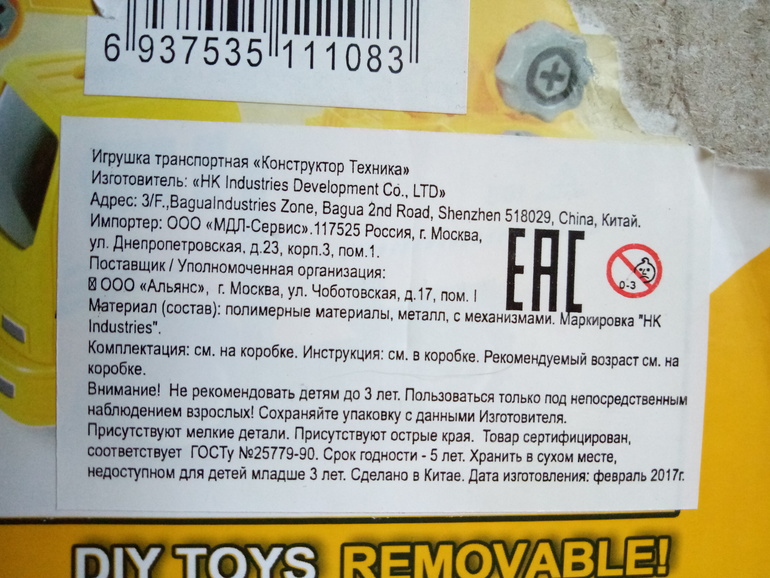 6 937535 111083
Игрушка транспортная «Конструктор Техника»
Изготовитель: «HK Industries Development Co., LTD»
Адрес: 3/F.,BaguaIndustries Zone, Bagua 2nd Road, Shenzhen 518029, China, Китай.
Импортер: ООО «МДЛ-Сервис».117525 Россия, г. Москва,
ул. Днепропетровская, д.23, корп.3, пом.1.
Поставщик / Уполномоченная организация:
ООО «Альянс», г. Москва, ул. Чоботовская, д.17, пом. I
EAC
0-3
Материал (состав): полимерные материалы, металл, с механизмами. Маркировка "HK
Industries".
Комплектация: см. на коробке. Инструкция: см. в коробке. Рекомендуемый возраст см. на
коробке.
Внимание! Не рекомендовать детям до 3 лет. Пользоваться только под непосредственным
наблюдением взрослых! Сохраняйте упаковку с данными Изготовителя.
Присутствуют мелкие детали. Присутствуют острые края. Товар сертифицирован,
соответствует ГОСТу №25779-90. Срок годности - 5 лет. Хранить в сухом месте,
недоступном для детей младше 3 лет. Сделано в Китае. Дата изготовления: февраль 2017г.
DIY TOYS REMOVABLE!